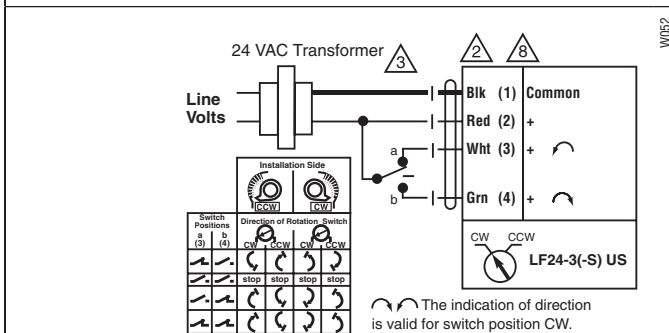 W052
24 VAC Transformer 3 2 8
Line
Volts
Blk (1) Common
Red (2) +
a Wht (3) +
b Grn (4) +
Installation Side
CCW CW
Switch
Positions
a b
(3) (4)
Direction of Rotation Switch
CW CCW CW CCW
stop stop stop stop
CW CCW
LF24-3(-S) US
The indication of direction
is valid for switch position CW.